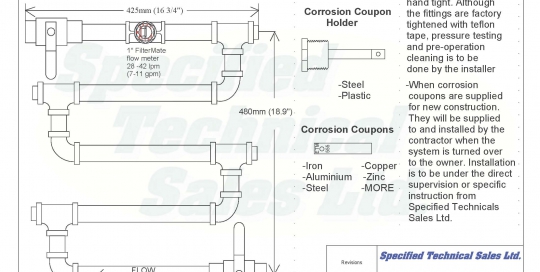 425mm (16 3/4")
1" FilterMate
flow meter
28 -42 lpm
(7-11 gpm)
480mm (18.9")
FLOW
Corrosion Coupon
Holder
-Steel
-Plastic
Corrosion Coupons
-Iron -Copper
-Aluminium -Zinc
-Steel -MORE
hand tight. Although
the fittings are factory
tightened with teflon
tape, pressure testing
and pre-operation
cleaning is to be
done by the installer
-When corrosion
coupons are supplied
for new construction.
They will be supplied
to and installed by the
contractor when the
system is turned over
to the owner. Installation
is to be under the direct
supervision or specific
instruction from
Specified Technicals
Sales Ltd.
Revisions
Specified Technical Sales Ltd.
Specified
Technical
Sales Ltd